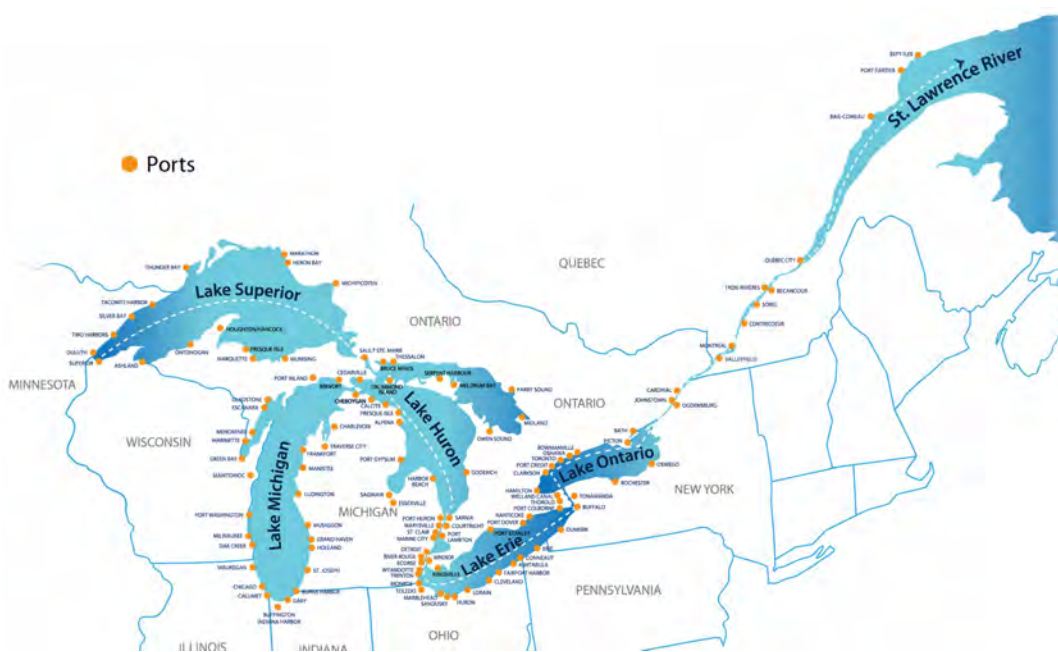 SEPT-ILES
PORT CARTIER
St. Lawrence River
BAIE-COMEAU
Ports
QUEBEC CITY
QUEBEC
MARATHON
HERON BAY
THUNDER BAY
MICHIPICOTEN
Lake Superior
TROIS RIVIÈRES
BECANCOUR
TACONITE HARBOR
SOREL
SILVER BAY
ONTARIO
CONTRECOEUR
HOUGHTON/HANCOCK
TWO HARBORS
MONTREAL
ONTONOGAN
PRESQUE ISLE
DULUTH
SUPERIOR
ASHLAND
MARQUETTE
MUNISING
SAULT STE. MARIE
THESSALON
BRUCE MINES
VALLEYFIELD
MINNESOTA
PORT INLAND
CEDARVILLE
SERPENT HARBOUR
DRUMMOND
ISLAND
MELDRUM BAY
PARRY SOUND
CARDINAL
GLADSTONE
ESCANABA
CHEBOYGAN
CALCITE
PRESQUE ISLE
ALPENA
ONTARIO
JOHNSTOWN
OGDENSBURG
MIDLAND
WISCONSIN
MENOMINEE
MARINETTE
CHARLEVOIX
Lake Huron
OWEN SOUND
BATH
PICTON
TRAVERSE CITY
FRANKFORT
GREEN BAY
BOWMANVILLE
OSHAWA
TORONTO
PORT CREDIT
CLARKSON
Lake Ontario
OSWEGO
MANITOWOC
MANISTEE
PORT GYPSUM
GODERICH
HARBOR
BEACH
ROCHESTER
Lake Michigan
LUDINGTON
SAGINAW
ESSEXVILLE
HAMILTON
WELLAND CANAL
THOROLD
PORT COLBORNE
TONAWANDA
BUFFALO
NEW YORK
MICHIGAN
PORT WASHINGTON
MUSKEGON
PORT HURON
MARYSVILLE
ST. CLAIR
MARINE CITY
SARNIA
COURTRIGHT
PORT
LAMBTON
NANTICOKE
PORT DOVER
PORT STANLEY
DUNKIRK
MILWAUKEE
OAK CREEK
GRAND HAVEN
HOLLAND
Lake Erie
DETROIT
RIVER ROUGE
ECORSE
WYANDOTTE
TRENTON
MONROE
WINDSOR
KINGSVILLE
ERIE
CONNEAUT
ASHTABULA
FAIRPORT HARBOR
CLEVELAND
WAUKEGAN
ST. JOSEPH
CHICAGO
CALUMET
BURNS HARBOR
GARY
BUFFINGTON
INDIANA HARBOR
TOLEDO
MARBLEHEAD
SANDUSKY
HURON
LORAIN
PENNSYLVANIA
OHIO
ILLINOIS
INDIANA